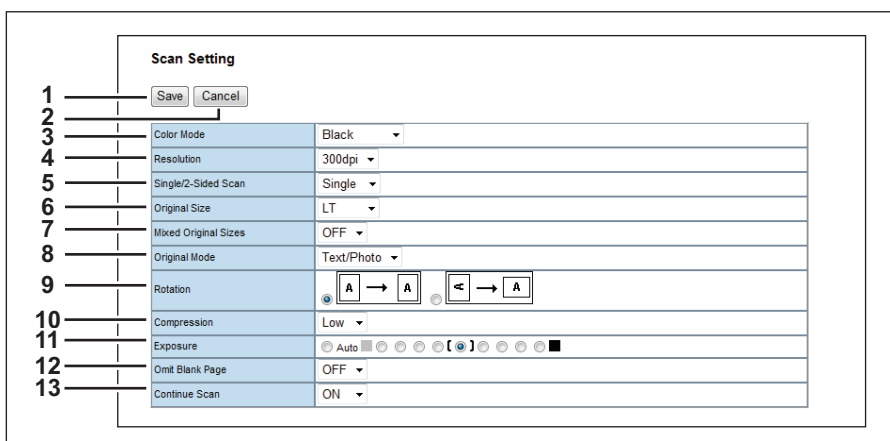 Scan Setting
1 Save Cancel
2
3 Color Mode Black
4 Resolution 300dpi
5 Single/2-Sided Scan Single
6 Original Size LT
7 Mixed Original Sizes OFF
8 Original Mode Text/Photo
9 Rotation A → A A → A
10 Compression Low
11 Exposure Auto [ ]
12 Omit Blank Page OFF
13 Continue Scan ON